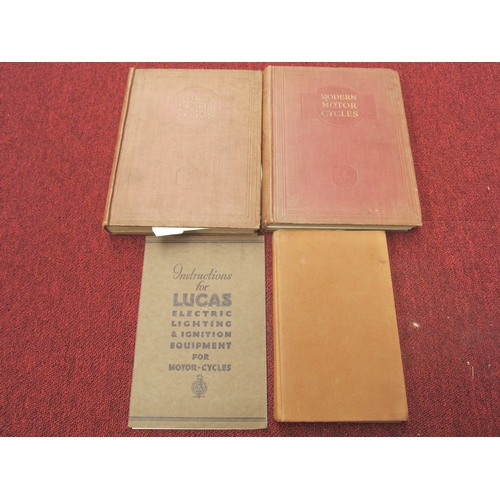 MODERN
MOTOR
CYCLES
Instructions
for
LUCAS
ELECTRIC
LIGHTING
& IGNITION
EQUIPMENT
FOR
MOTOR-CYCLES